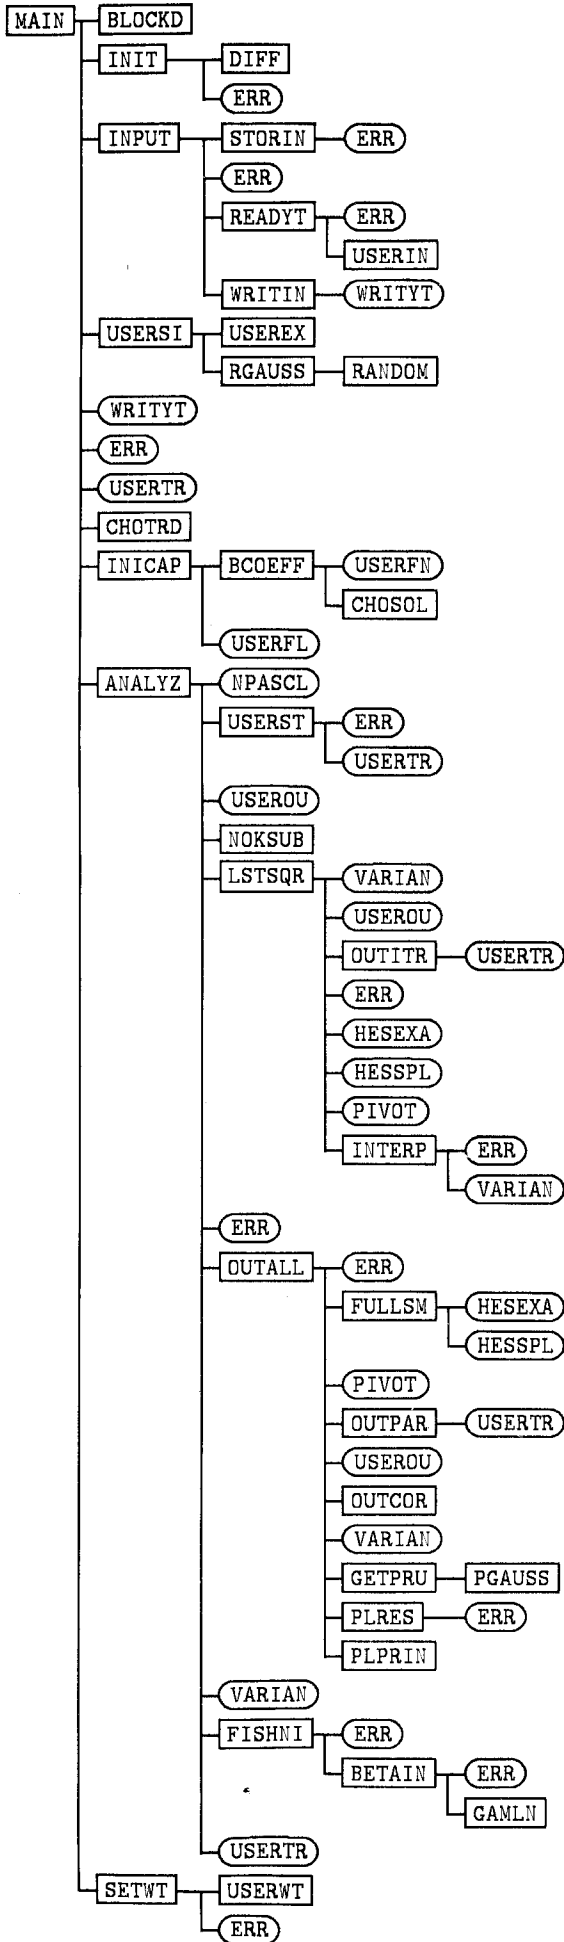 MAIN BLOCKD
INIT DIFF
ERR
INPUT STORIN ERR
ERR
READYT ERR
USERIN
WRITIN WRITYT
USERSI USEREX
RGAUSS RANDOM
WRITYT
ERR
USERTR
CHOTRD
INICAP BCOEFF USERFN
CHOSOL
USERFL
ANALYZ NPASCL
USERST ERR
USERTR
USEROU
NOKSUB
LSTSQR VARIAN
USEROU
OUTITR USERTR
ERR
HESEXA
HESSPL
PIVOT
INTERP ERR
VARIAN
ERR
OUTALL ERR
FULLSM HESEXA
HESSPL
PIVOT
OUTPAR USERTR
USEROU
OUTCOR
VARIAN
GETPRU PGAUSS
PLRES ERR
PLPRIN
VARIAN
FISHNI ERR
BETAIN ERR
GAMLN
USERTR
SETWT USERWT
ERR